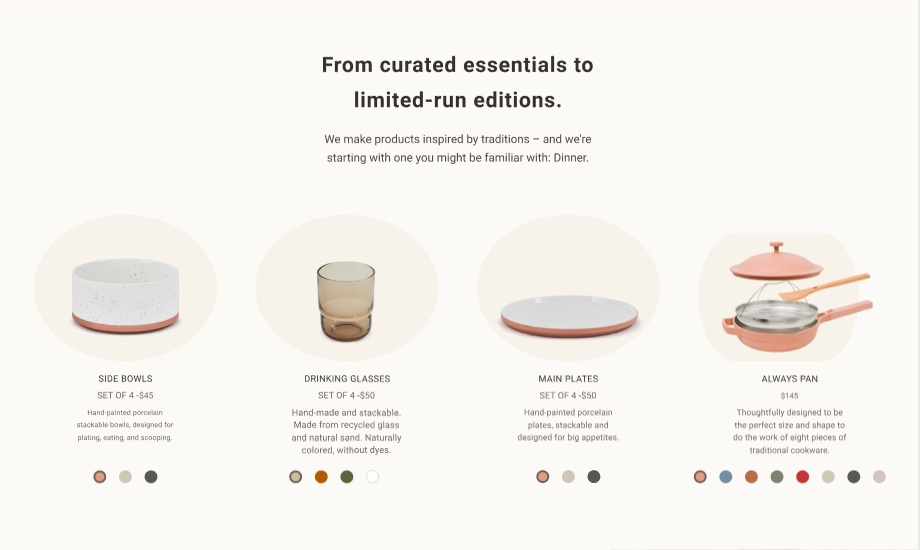 From curated essentials to
limited-run editions.
We make products inspired by traditions – and we're
starting with one you might be familiar with: Dinner.
SIDE BOWLS
SET OF 4 -$45
Hand-painted porcelain
stackable bowls, designed for
plating, eating, and scooping.
DRINKING GLASSES
SET OF 4 -$50
Hand-made and stackable.
Made from recycled glass
and natural sand. Naturally
colored, without dyes.
MAIN PLATES
SET OF 4 -$50
Hand-painted porcelain
plates, stackable and
designed for big appetites.
ALWAYS PAN
$145
Thoughtfully designed to be
the perfect size and shape to
do the work of eight pieces of
traditional cookware.